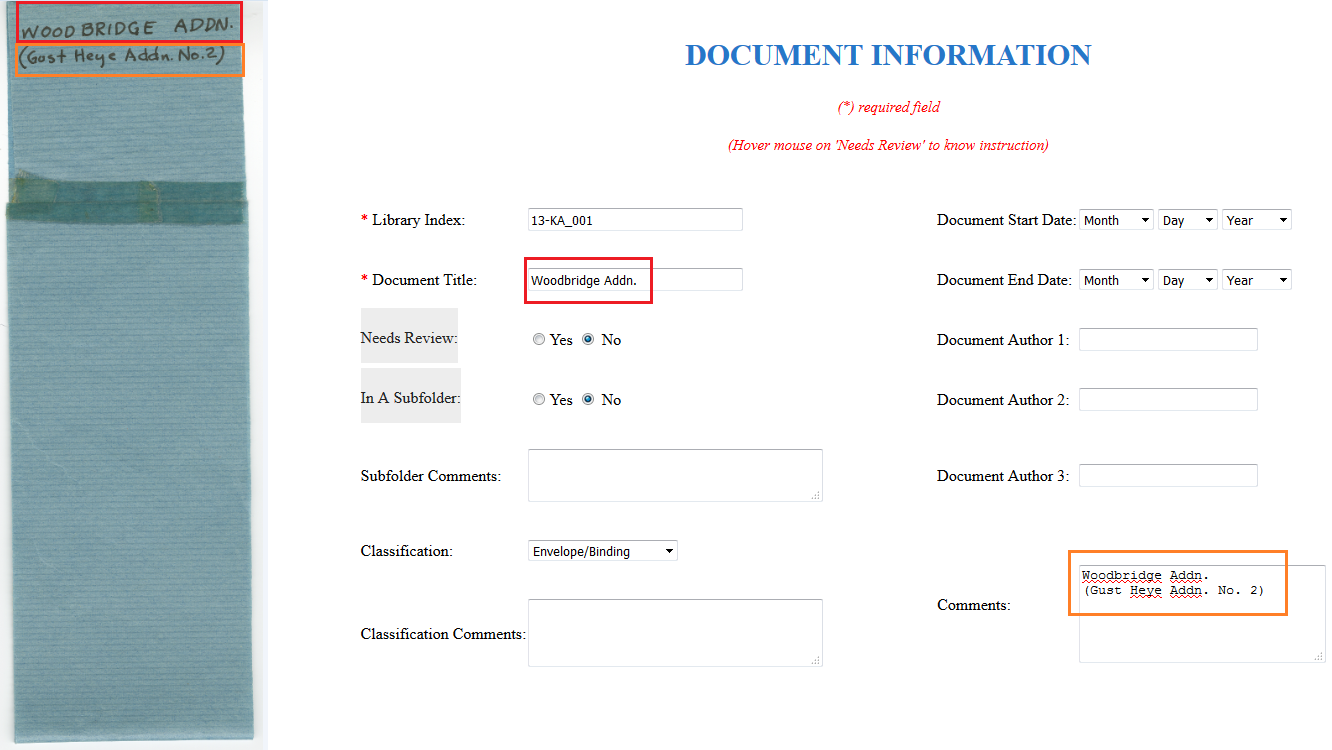 WOODBRIDGE ADDN.
(Gust Heye Addn. No. 2)
DOCUMENT INFORMATION
(*) required field
(Hover mouse on 'Needs Review' to know instruction)
* Library Index: 13-KA_001
Document Start Date: Month Day Year
* Document Title: Woodbridge Addn.
Document End Date: Month Day Year
Needs Review: Yes No
Document Author 1:
In A Subfolder: Yes No
Document Author 2:
Subfolder Comments:
Document Author 3:
Classification: Envelope/Binding
Comments: Woodbridge Addn.
(Gust Heye Addn. No. 2)
Classification Comments: